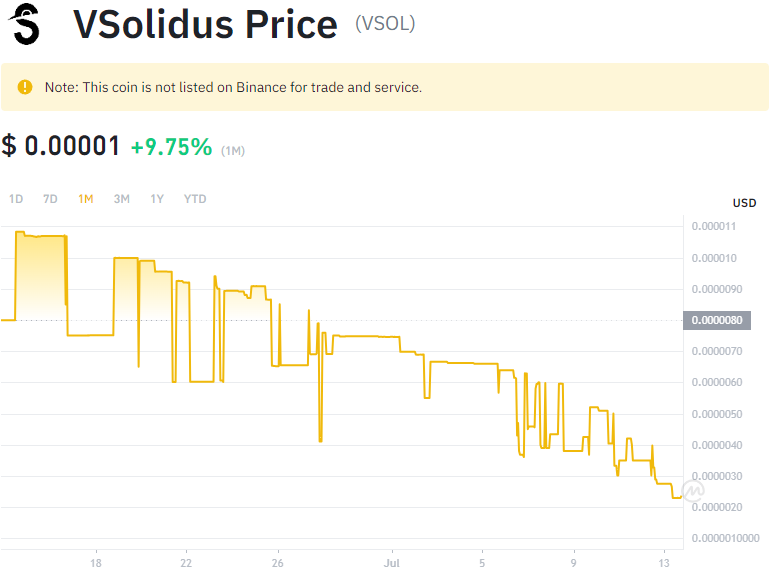 VSolidus Price (VSOL)
Note: This coin is not listed on Binance for trade and service.
$ 0.00001 +9.75% (1M)
1D 7D 1M 3M 1Y YTD
USD
0.000011
0.000010
0.0000090
0.0000080
0.0000070
0.0000060
0.0000050
0.0000040
0.0000030
0.0000020
0.0000010000
18 22 26 Jul 5 9 13